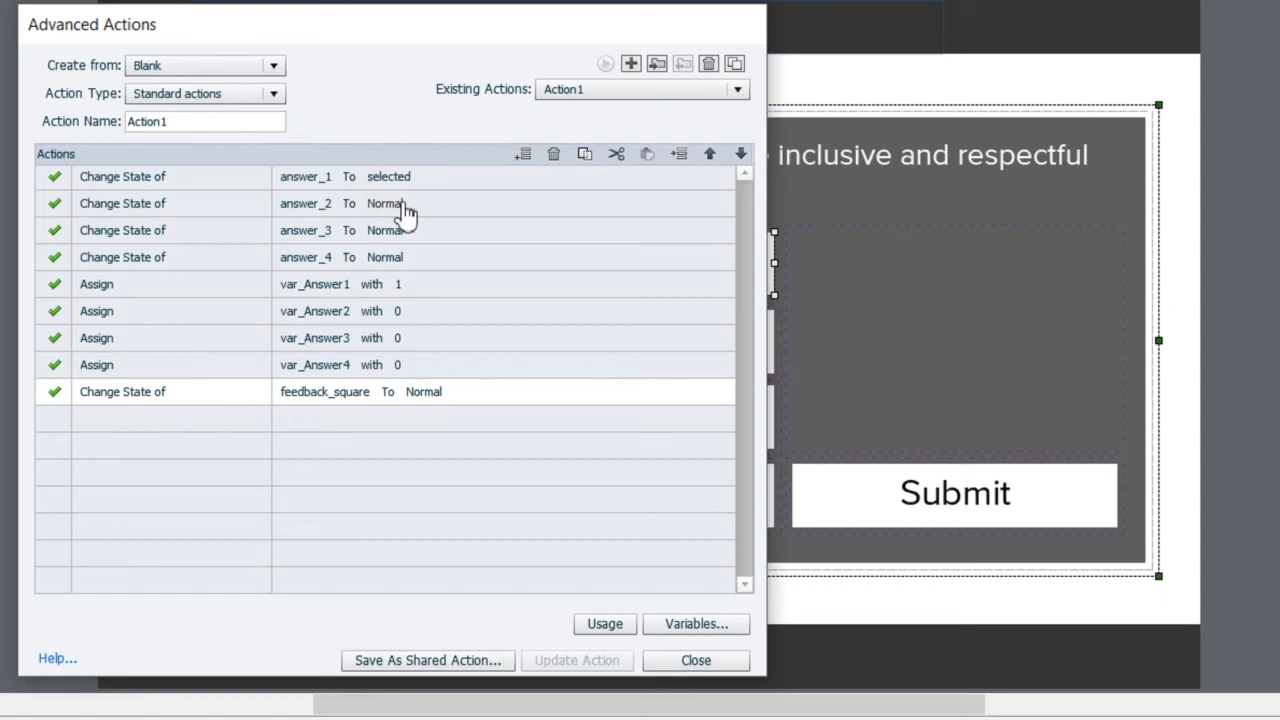 Advanced Actions
Create from: Blank
Action Type: Standard actions
Existing Actions: Action1
Action Name: Action1
Actions
Change State of answer_1 To selected
Change State of answer_2 To Normal
Change State of answer_3 To Normal
Change State of answer_4 To Normal
Assign var_Answer1 with 1
Assign var_Answer2 with 0
Assign var_Answer3 with 0
Assign var_Answer4 with 0
Change State of feedback_square To Normal
Usage Variables...
Help... Save As Shared Action... Update Action Close
inclusive and respectful
Submit